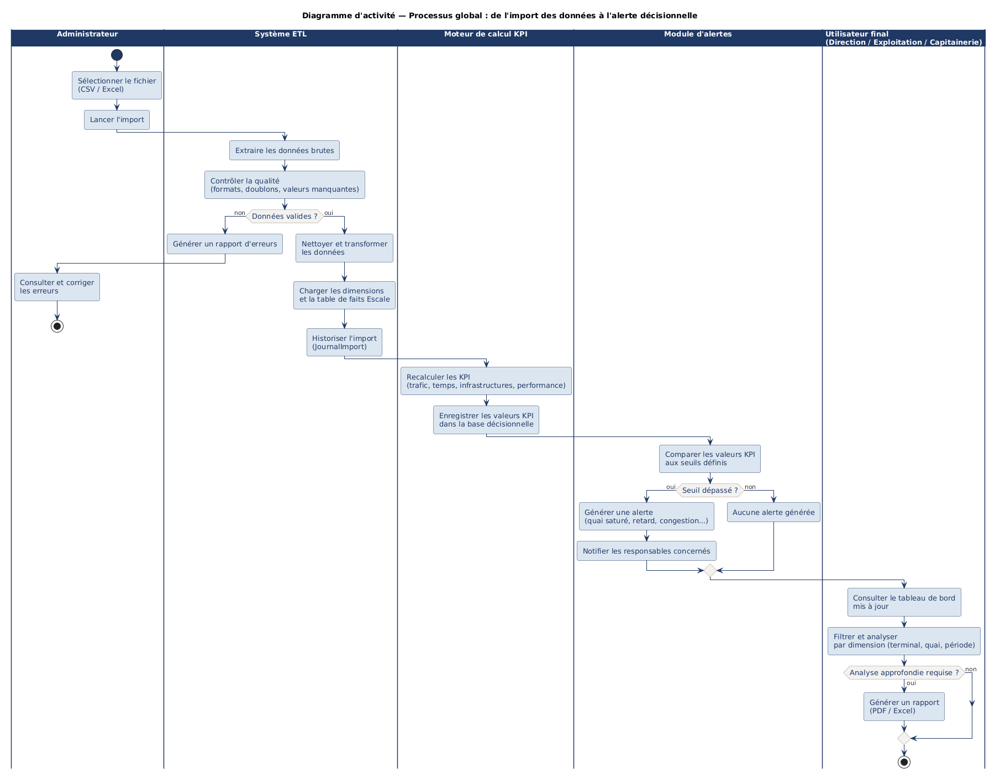 Diagramme d'activité — Processus global : de l'import des données à l'alerte décisionnelle
Administrateur
Système ETL
Moteur de calcul KPI
Module d'alertes
Utilisateur final
(Direction / Exploitation / Capitainerie)
Sélectionner le fichier
(CSV / Excel)
Lancer l'import
Extraire les données brutes
Contrôler la qualité
(formats, doublons, valeurs manquantes)
non
Données valides ?
oui
Générer un rapport d'erreurs
Nettoyer et transformer
les données
Consulter et corriger
les erreurs
Charger les dimensions
et la table de faits Escale
Historiser l'import
(JournalImport)
Recalculer les KPI
(trafic, temps, infrastructures, performance)
Enregistrer les valeurs KPI
dans la base décisionnelle
Comparer les valeurs KPI
aux seuils définis
oui
Seuil dépassé ?
non
Générer une alerte
(quai saturé, retard, congestion...)
Aucune alerte générée
Notifier les responsables concernés
Consulter le tableau de bord
mis à jour
Filtrer et analyser
par dimension (terminal, quai, période)
Analyse approfondie requise ?
non
oui
Générer un rapport
(PDF / Excel)